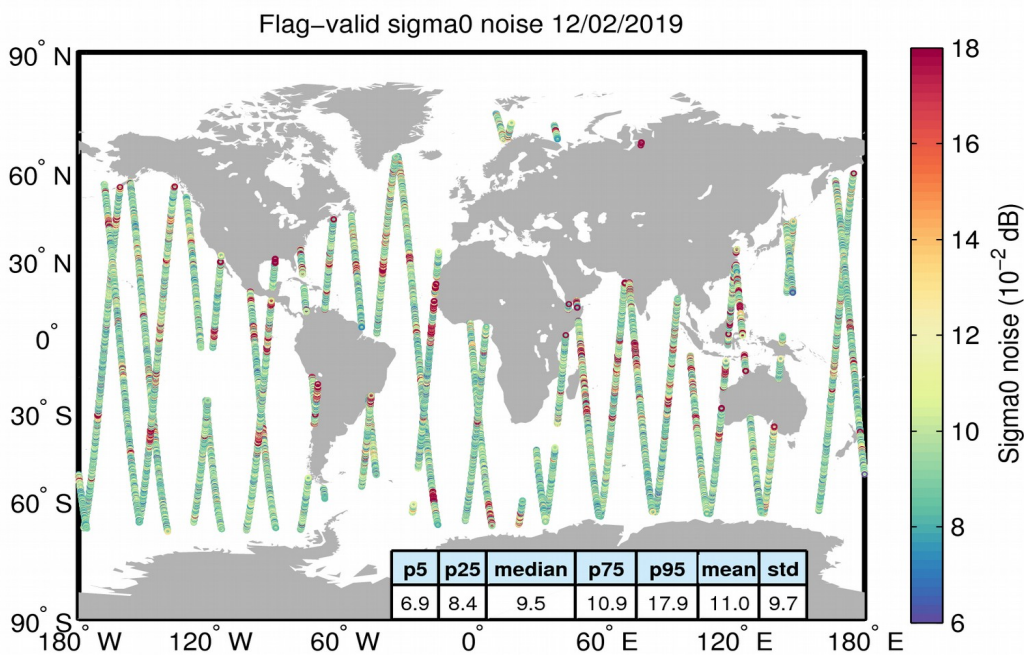 Flag−valid sigma0 noise 12/02/2019
90° N
60° N
30° N
0°
30° S
60° S
90° S
180° W
120° W
60° W
0°
60° E
120° E
180° E
p5 p25 median p75 p95 mean std
6.9 8.4 9.5 10.9 17.9 11.0 9.7
18
16
14
12
10
8
6
Sigma0 noise (10⁻² dB)